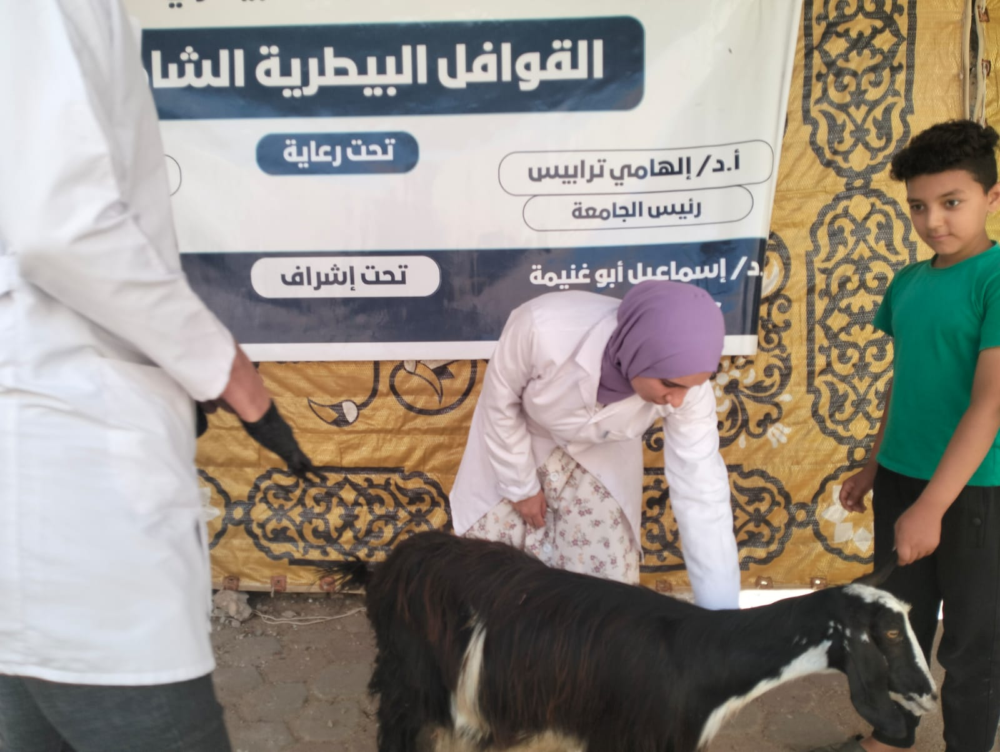 القوافل البيطرية
تحت رعاية
أ.د/ إلهامي ترابيس
رئيس الجامعة
تحت إشراف
د/ إسماعيل أبو غنيمة